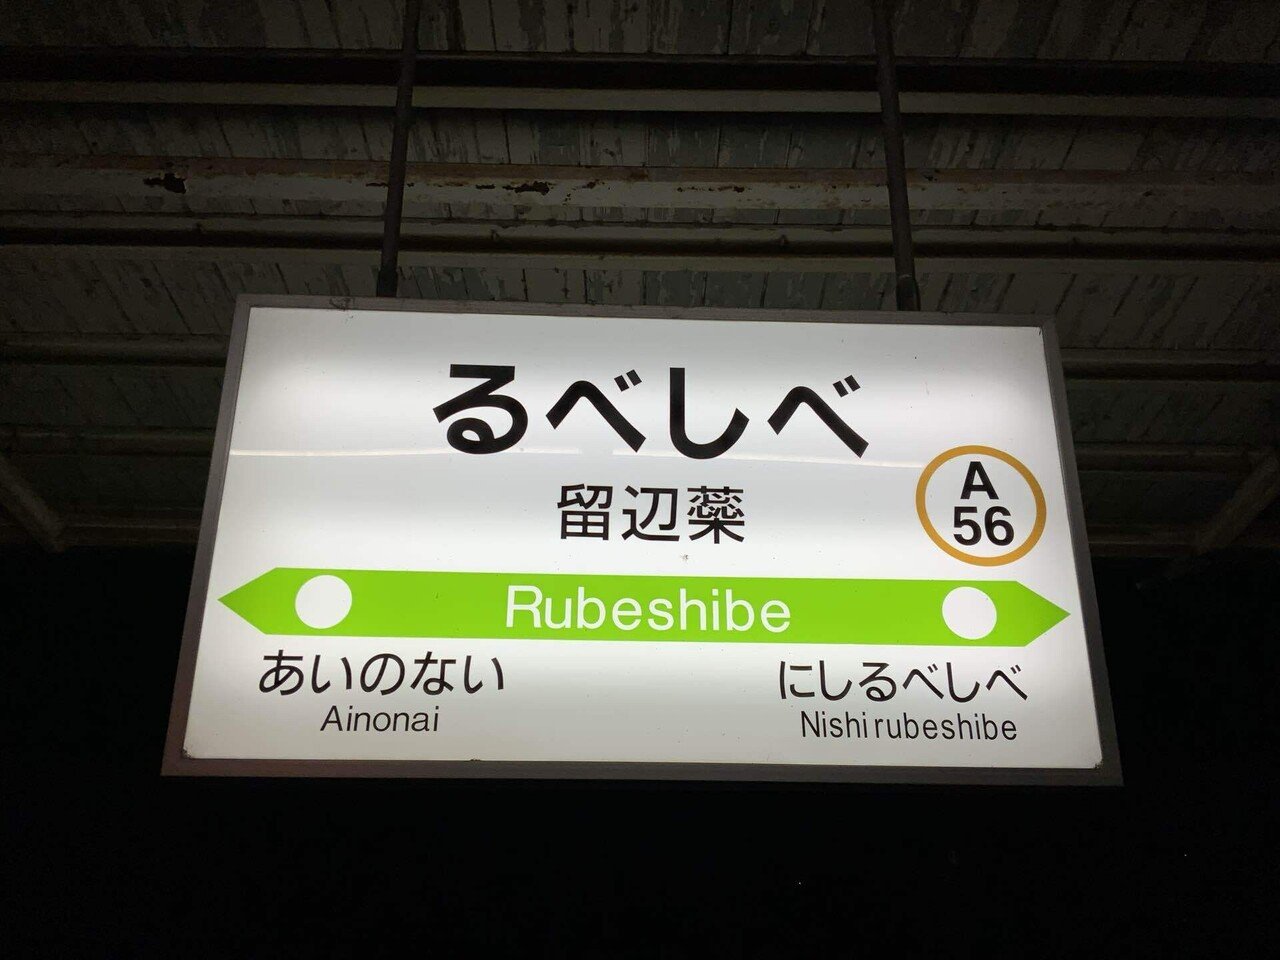 るべしべ
留辺蘂
A
56
Rubeshibe
あいのない
にしるべしべ
Ainonai
Nishirubeshibe